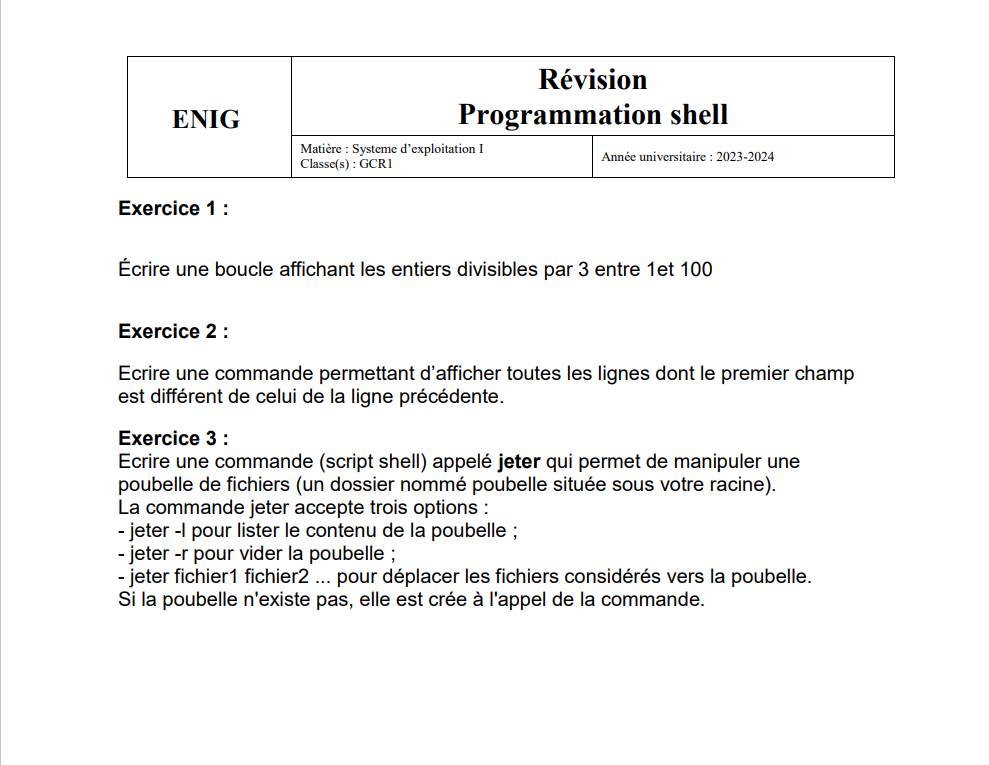 ENIG
Révision
Programmation shell
Matière : Systeme d’exploitation I
Classe(s) : GCR1
Année universitaire : 2023-2024
Exercice 1 :
Écrire une boucle affichant les entiers divisibles par 3 entre 1et 100
Exercice 2 :
Ecrire une commande permettant d’afficher toutes les lignes dont le premier champ
est différent de celui de la ligne précédente.
Exercice 3 :
Ecrire une commande (script shell) appelé jeter qui permet de manipuler une
poubelle de fichiers (un dossier nommé poubelle située sous votre racine).
La commande jeter accepte trois options :
- jeter -l pour lister le contenu de la poubelle ;
- jeter -r pour vider la poubelle ;
- jeter fichier1 fichier2 ... pour déplacer les fichiers considérés vers la poubelle.
Si la poubelle n'existe pas, elle est crée à l'appel de la commande.